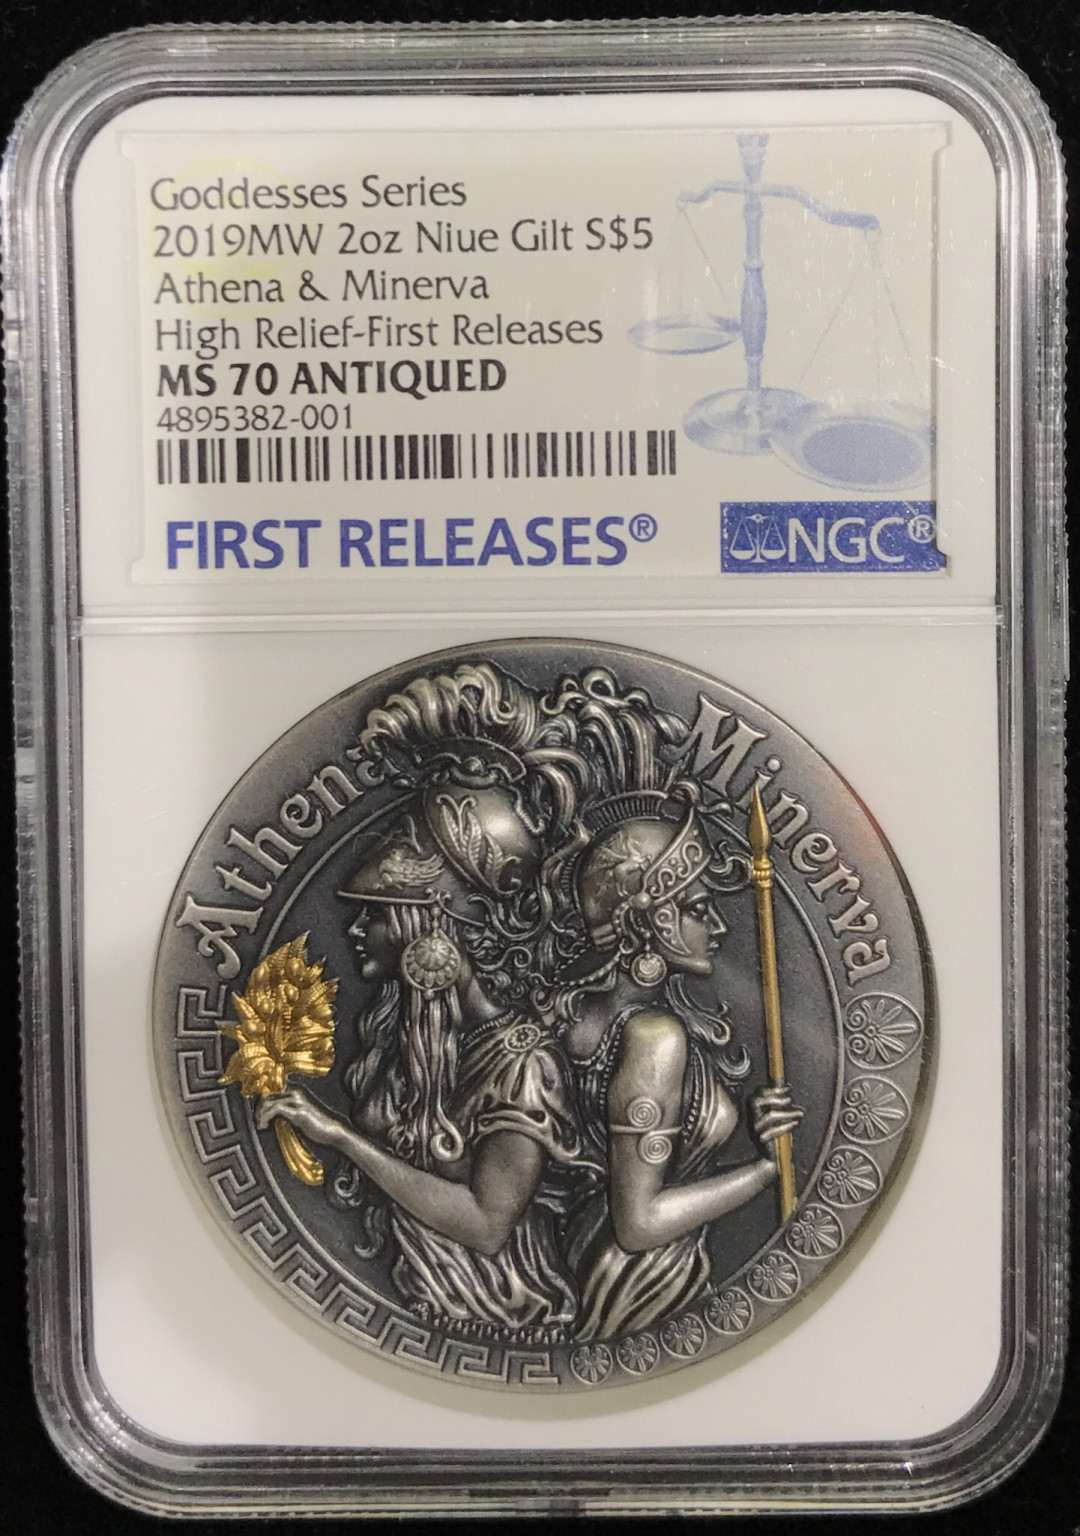 Goddesses Series
2019MW 2oz Niue Gilt S$5
Athena & Minerva
High Relief-First Releases
MS 70 ANTIQUED
4895382-001
FIRST RELEASES®
NGC®
Athena
Minerva